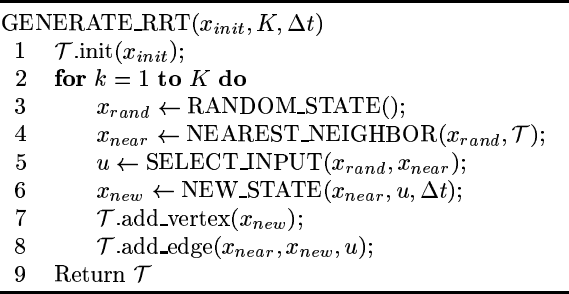 GENERATE_RRT(x_init, K, Δt)
1 𝒯.init(x_init);
2 for k = 1 to K do
3 x_rand ← RANDOM_STATE();
4 x_near ← NEAREST_NEIGHBOR(x_rand, 𝒯);
5 u ← SELECT_INPUT(x_rand, x_near);
6 x_new ← NEW_STATE(x_near, u, Δt);
7 𝒯.add_vertex(x_new);
8 𝒯.add_edge(x_near, x_new, u);
9 Return 𝒯